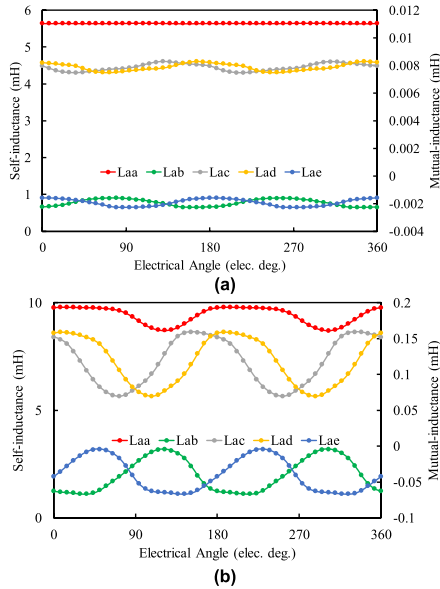 6
5
4
3
2
1
0
Self-inductance (mH)
0.012
0.01
0.008
0.006
0.004
0.002
0
-0.002
-0.004
Mutual-inductance (mH)
Laa Lab Lac Lad Lae
0 90 180 270 360
Electrical Angle (elec. deg.)
(a)
10
5
0
Self-inductance (mH)
0.2
0.15
0.1
0.05
0
-0.05
-0.1
Mutual-inductance (mH)
Laa Lab Lac Lad Lae
0 90 180 270 360
Electrical Angle (elec. deg.)
(b)